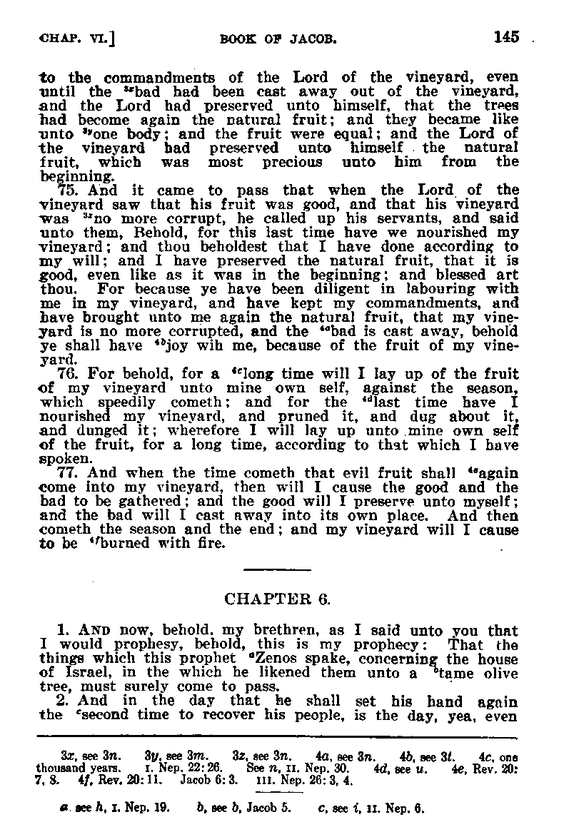 CHAP. VI.] BOOK OF JACOB. 145
to the commandments of the Lord of the vineyard, even
until the 3xbad had been cast away out of the vineyard,
and the Lord had preserved unto himself, that the trees
had become again the natural fruit; and they became like
unto 3yone body; and the fruit were equal; and the Lord of
the vineyard had preserved unto himself the natural
fruit, which was most precious unto him from the
beginning.
75. And it came to pass that when the Lord of the
vineyard saw that his fruit was good, and that his vineyard
was 3zno more corrupt, he called up his servants, and said
unto them, Behold, for this last time have we nourished my
vineyard; and thou beholdest that I have done according to
my will; and I have preserved the natural fruit, that it is
good, even like as it was in the beginning; and blessed art
thou. For because ye have been diligent in labouring with
me in my vineyard, and have kept my commandments, and
have brought unto me again the natural fruit, that my vine-
yard is no more corrupted, and the 4abad is cast away, behold
ye shall have 4bjoy wih me, because of the fruit of my vine-
yard.
76. For behold, for a 4clong time will I lay up of the fruit
of my vineyard unto mine own self, against the season,
which speedily cometh; and for the 4dlast time have I
nourished my vineyard, and pruned it, and dug about it,
and dunged it; wherefore I will lay up unto mine own self
of the fruit, for a long time, according to that which I have
spoken.
77. And when the time cometh that evil fruit shall 4eagain
come into my vineyard, then will I cause the good and the
bad to be gathered; and the good will I preserve unto myself;
and the bad will I cast away into its own place. And then
cometh the season and the end; and my vineyard will I cause
to be 4fburned with fire.
CHAPTER 6.
1. AND now, behold, my brethren, as I said unto you that
I would prophesy, behold, this is my prophecy: That the
things which this prophet aZenos spake, concerning the house
of Israel, in the which he likened them unto a btame olive
tree, must surely come to pass.
2. And in the day that he shall set his hand again
the csecond time to recover his people, is the day, yea, even
3x, see 3n. 3y, see 3m. 3z, see 3n. 4a, see 3n. 4b, see 3t. 4c, one
thousand years. I. Nep. 22:26. See n, II. Nep. 30. 4d, see u. 4e, Rev. 20:
7, 8. 4f, Rev. 20:11. Jacob 6:3. III. Nep. 26:3, 4.
a see h, I. Nep. 19. b, see b, Jacob 5. c, see i, II. Nep. 6.